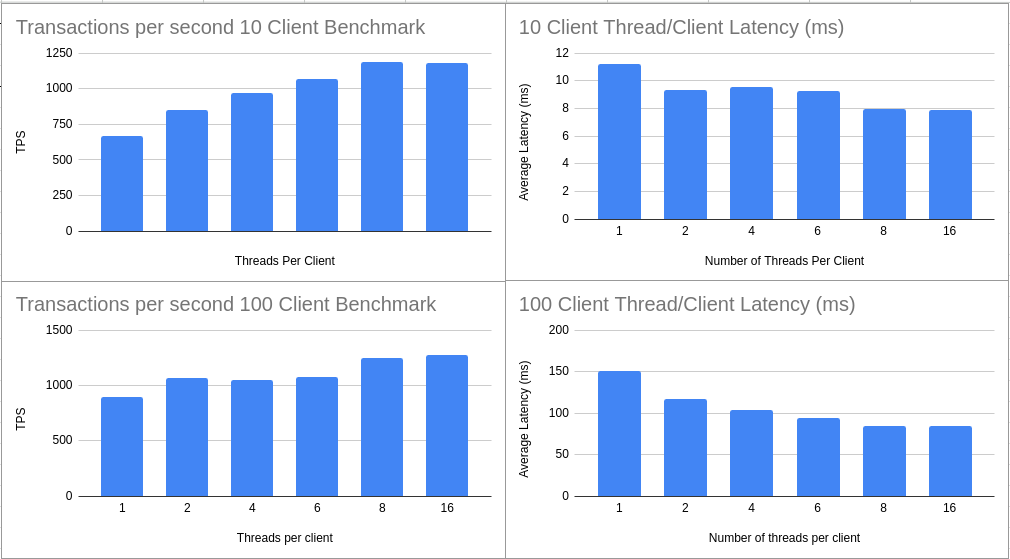 Transactions per second 10 Client Benchmark
1250
1000
750
500
250
0
TPS
Threads Per Client
10 Client Thread/Client Latency (ms)
12
10
8
6
4
2
0
Average Latency (ms)
1 2 4 6 8 16
Number of Threads Per Client
Transactions per second 100 Client Benchmark
1500
1000
500
0
TPS
1 2 4 6 8 16
Threads per client
100 Client Thread/Client Latency (ms)
200
150
100
50
0
Average Latency (ms)
1 2 4 6 8 16
Number of threads per client